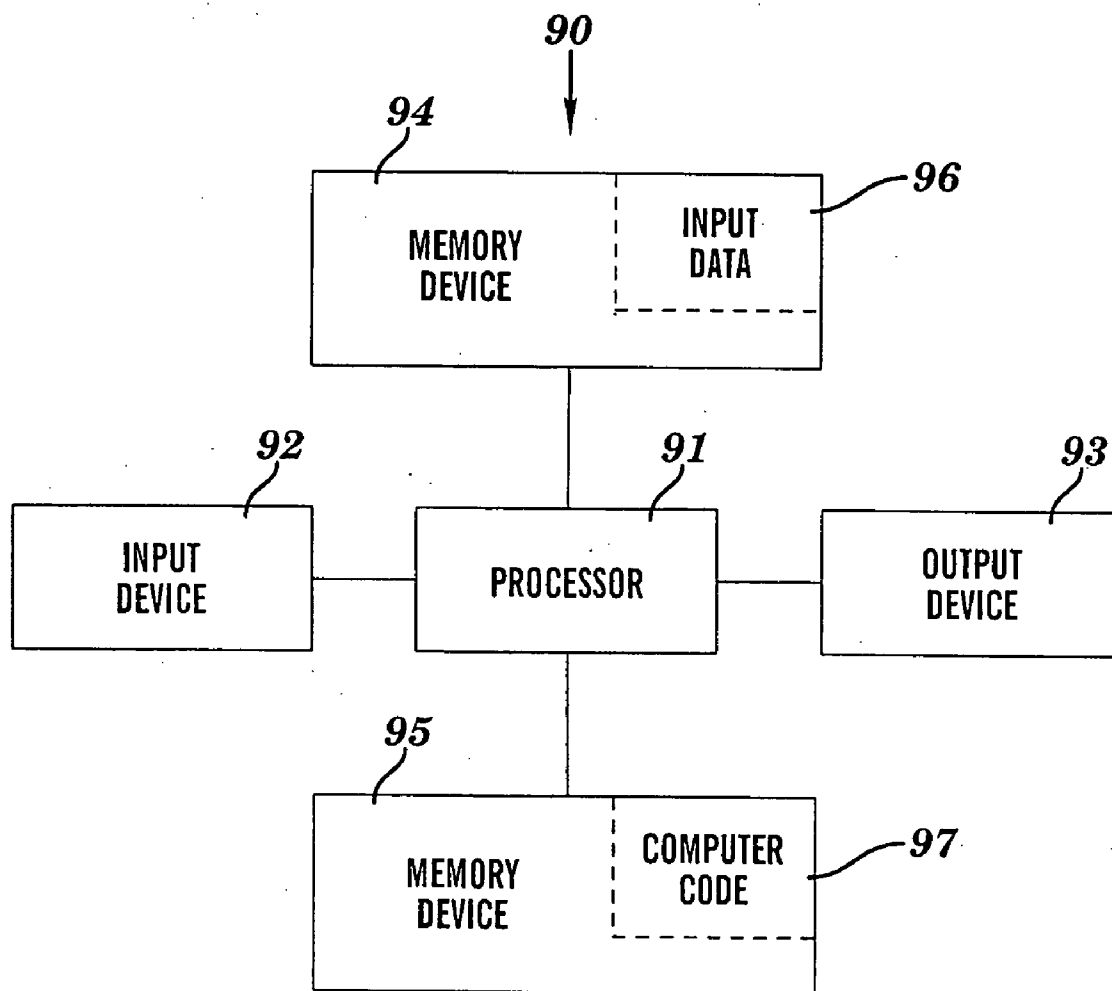 90
94
96
MEMORY
DEVICE
INPUT
DATA
92
91
93
INPUT
DEVICE
PROCESSOR
OUTPUT
DEVICE
95
97
MEMORY
DEVICE
COMPUTER
CODE